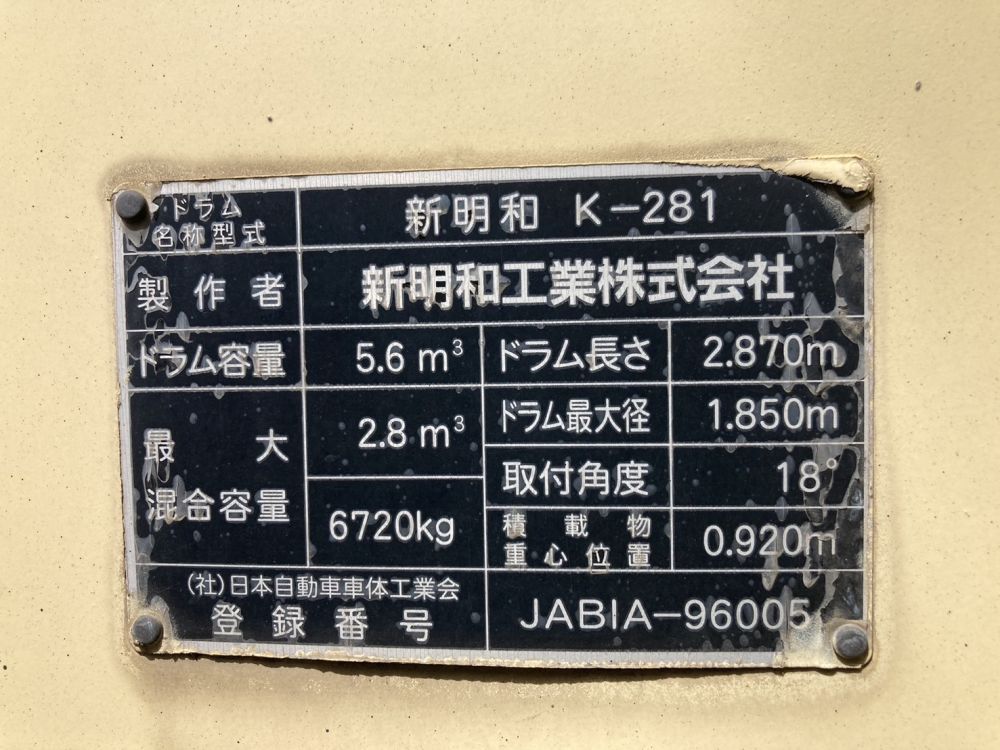 ドラム
名称型式
新明和 K-281
製作者
新明和工業株式会社
ドラム容量
5.6 m³
ドラム長さ
2.870m
最大
混合容量
2.8 m³
6720kg
ドラム最大径
1.850m
取付角度
18°
積載物
重心位置
0.920m
(社)日本自動車車体工業会
登録番号
JABIA-96005